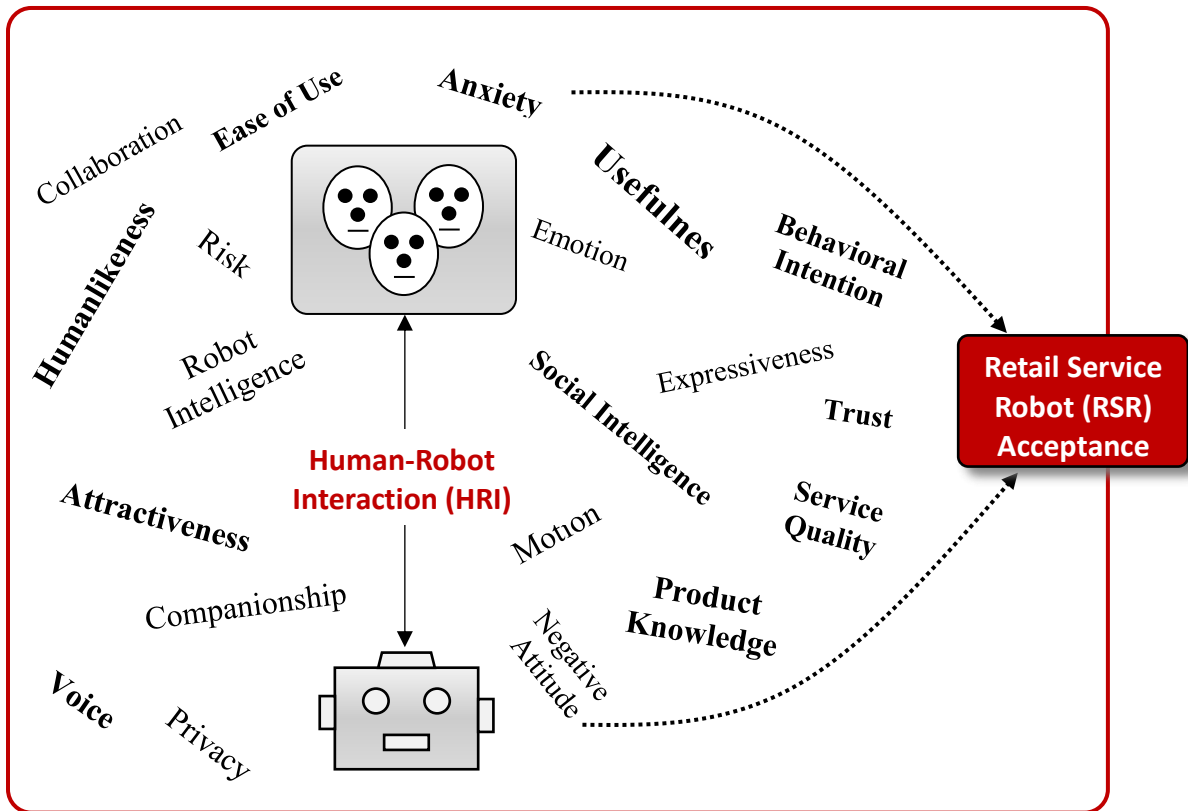 Anxiety
Ease of Use
Collaboration
Usefulnes
Humanlikeness
Risk
Emotion
Behavioral
Intention
Robot
Intelligence
Social Intelligence
Expressiveness
Trust
Retail Service
Robot (RSR)
Acceptance
Human-Robot
Interaction (HRI)
Attractiveness
Motion
Service
Quality
Companionship
Product
Knowledge
Negative
Attitude
Voice
Privacy